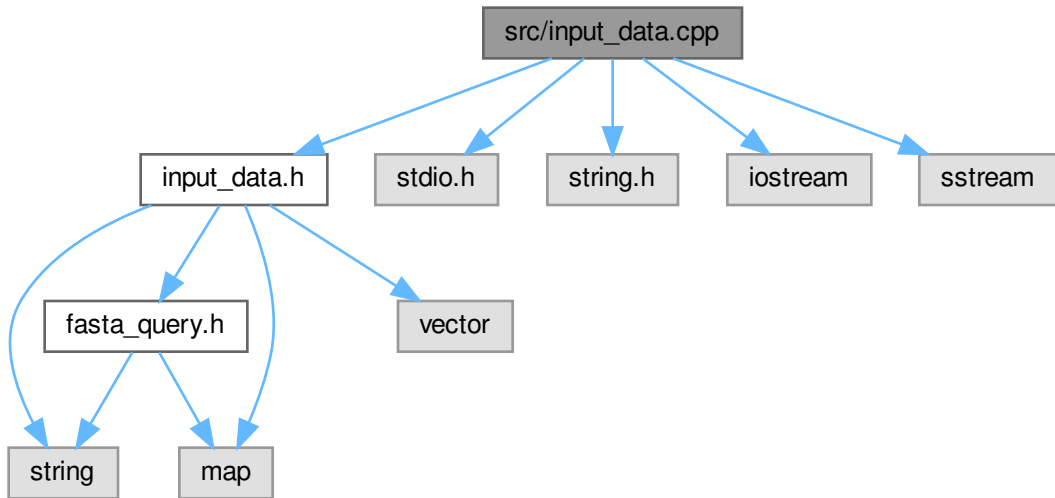 src/input_data.cpp
input_data.h
stdio.h
string.h
iostream
sstream
fasta_query.h
vector
string
map